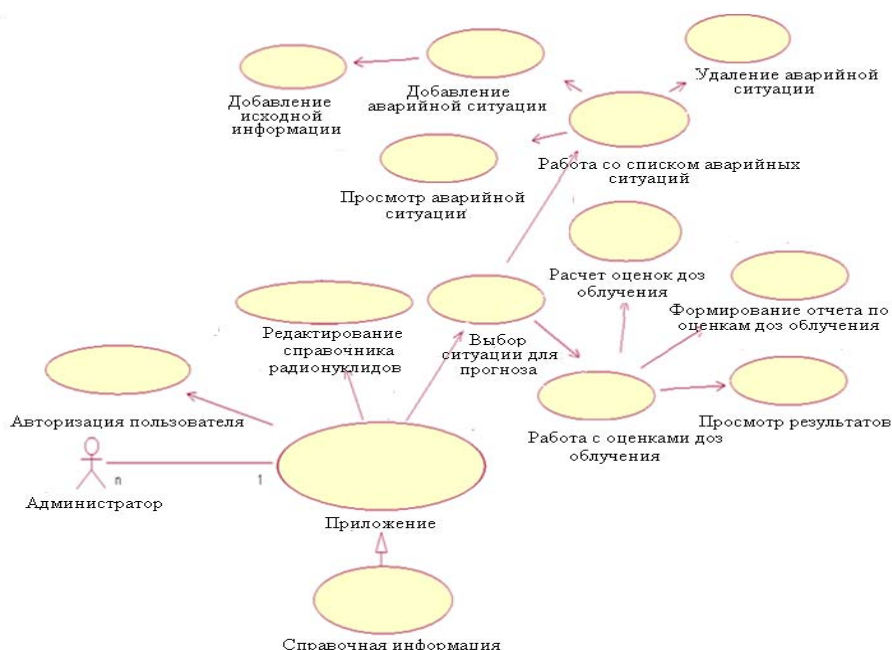 Добавление
исходной
информации
Добавление
аварийной ситуации
Удаление аварийной
ситуации
Просмотр аварийной
ситуации
Работа со списком аварийных
ситуаций
Расчет оценок доз
облучения
Формирование отчета по
оценкам доз облучения
Редактирование
справочника
радионуклидов
Выбор
ситуации для
прогноза
Авторизация пользователя
Работа с оценками доз
облучения
Просмотр результатов
n
1
Администратор
Приложение
Справочная информация